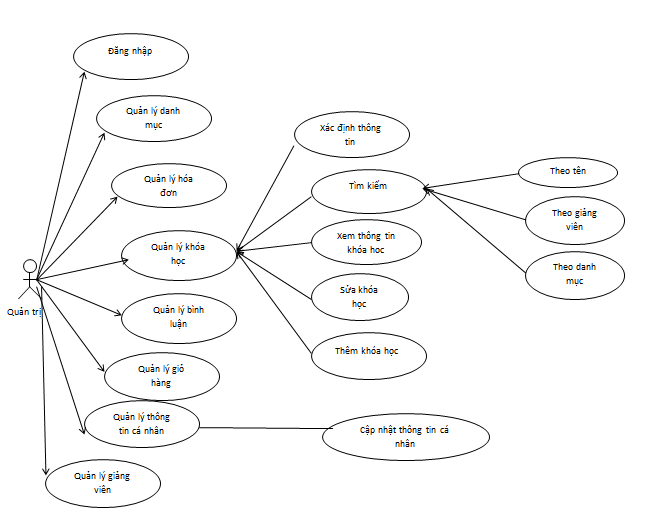 Đăng nhập
Quản lý danh
mục
Quản lý hóa
đơn
Quản lý khóa
học
Quản lý bình
luận
Quản lý giỏ
hàng
Quản lý thông
tin cá nhân
Quản lý giảng
viên
Quản trị
Xác định thông
tin
Tìm kiếm
Xem thông tin
khóa học
Sửa khóa
học
Thêm khóa học
Cập nhật thông tin cá
nhân
Theo tên
Theo giảng
viên
Theo danh
mục